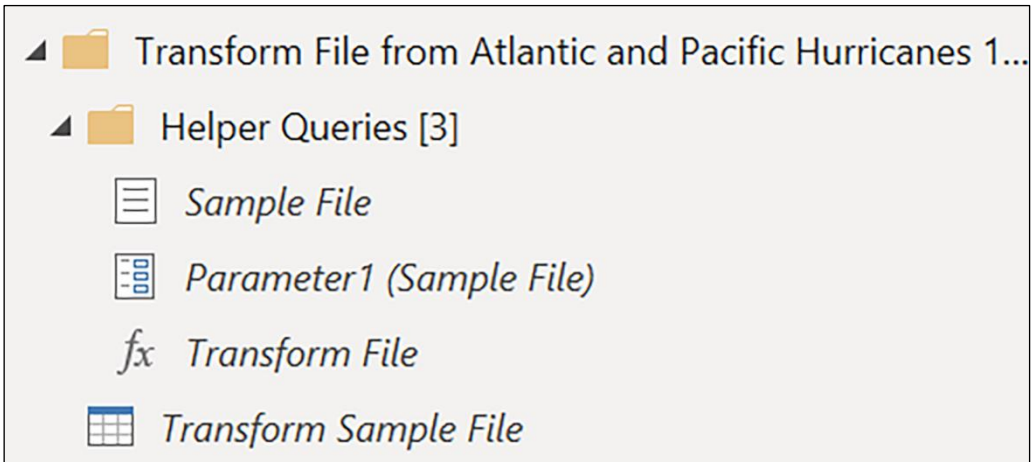 Transform File from Atlantic and Pacific Hurricanes 1...
Helper Queries [3]
Sample File
Parameter1 (Sample File)
fx Transform File
Transform Sample File